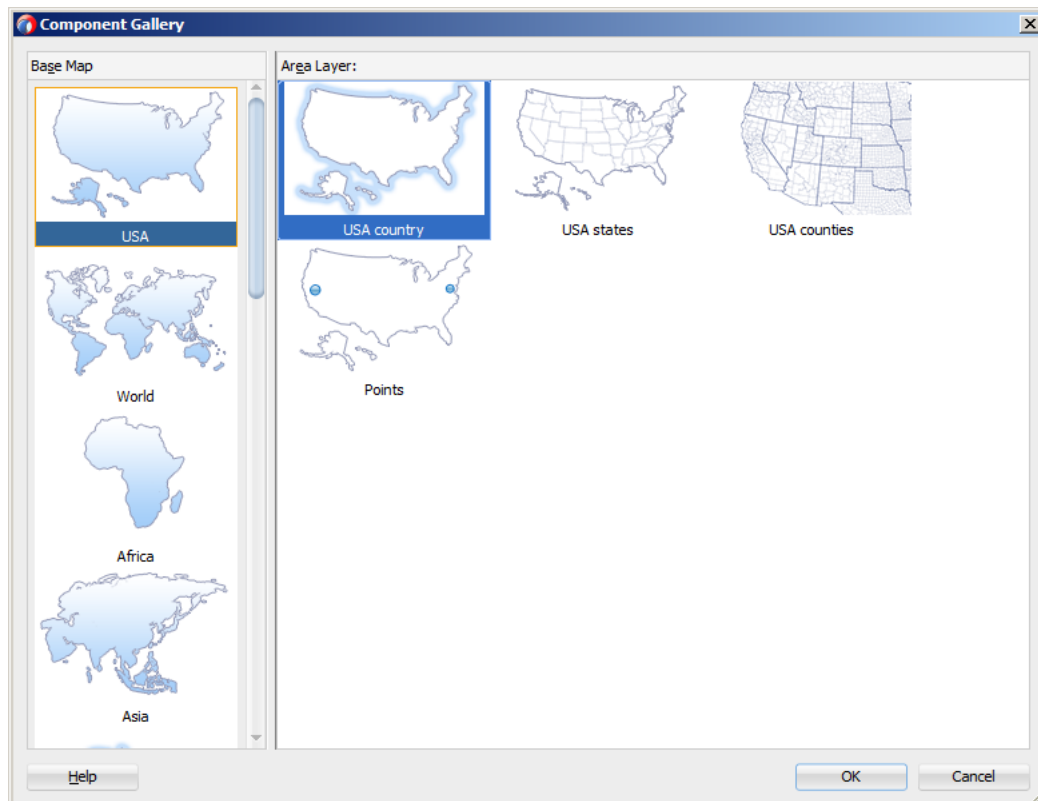 Component Gallery
Base Map
Area Layer:
USA
World
Africa
Asia
USA country
USA states
USA counties
Points
Help
OK
Cancel